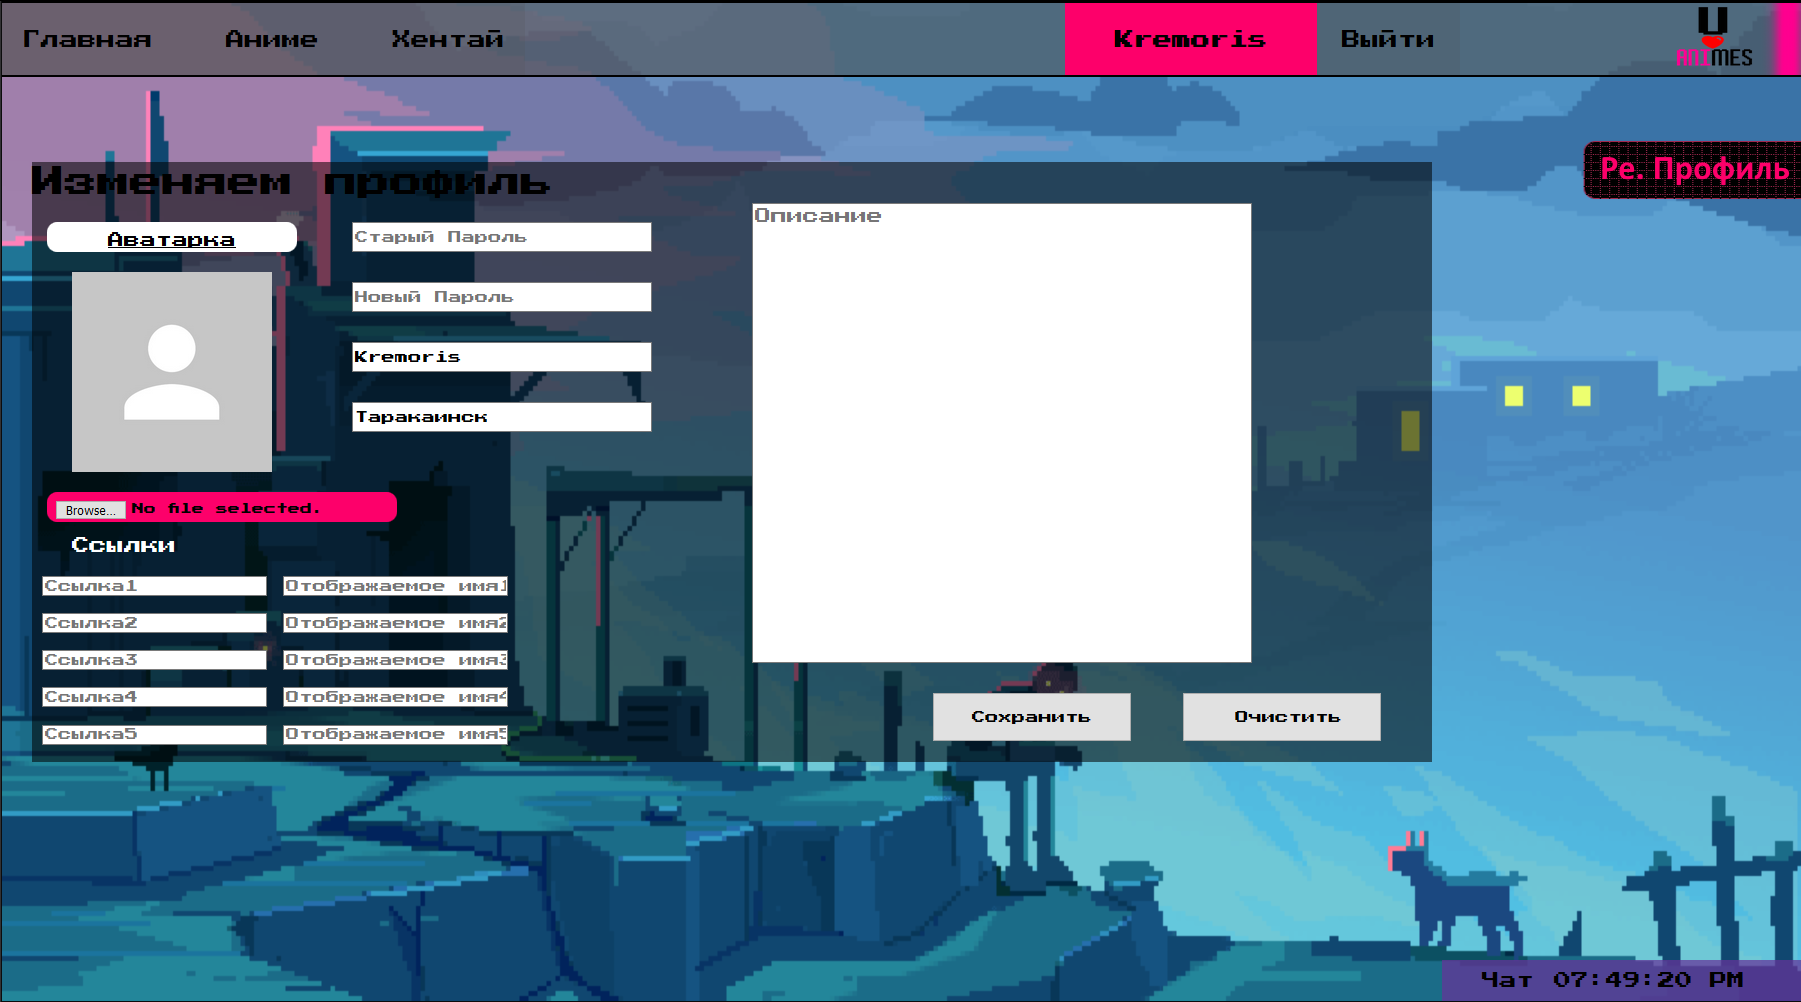 Главная Аниме Хентай Kremoris Выйти
U
ANIMES
Ре. Профиль
Изменяем профиль
Аватарка
Старый Пароль
Новый Пароль
Kremoris
Таракаинск
Описание
Browse... No file selected.
Ссылки
Ссылка1 Отображаемое имя1
Ссылка2 Отображаемое имя2
Ссылка3 Отображаемое имя3
Ссылка4 Отображаемое имя4
Ссылка5 Отображаемое имя5
Сохранить Очистить
Чат 07:49:20 PM